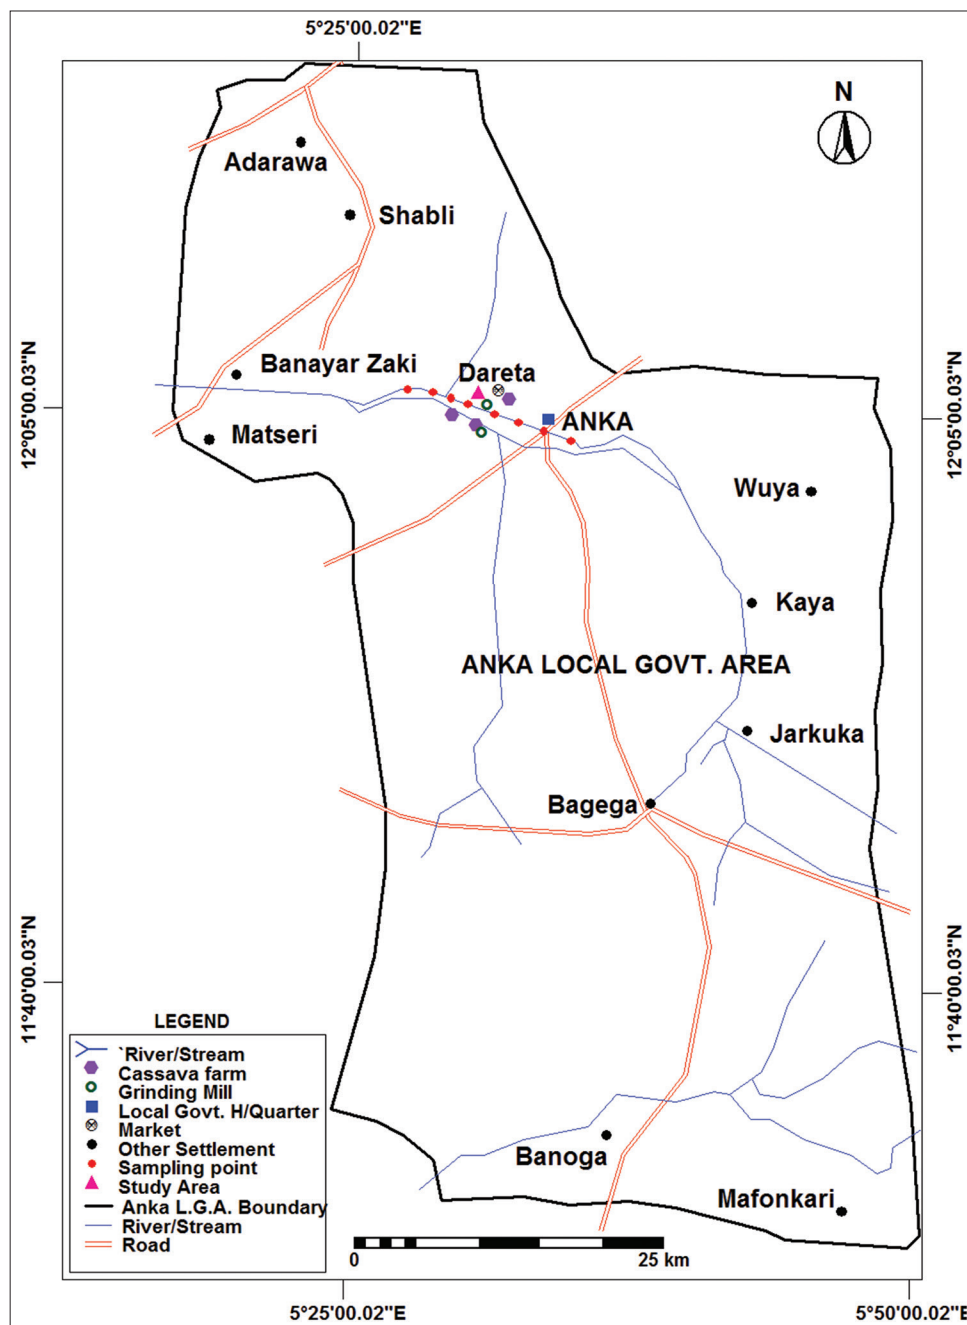 5°25'00.02"E
N
Adarawa
Shabli
Banayar Zaki
Dareta
12°05'00.03"N
12°05'00.03"N
Matseri
ANKA
Wuya
Kaya
ANKA LOCAL GOVT. AREA
Jarkuka
Bagega
11°40'00.03"N
11°40'00.03"N
LEGEND
`River/Stream
Cassava farm
Grinding Mill
Local Govt. H/Quarter
Market
Other Settlement
Sampling point
Study Area
Anka L.G.A. Boundary
River/Stream
Road
Banoga
Mafonkari
0 25 km
5°25'00.02"E
5°50'00.02"E